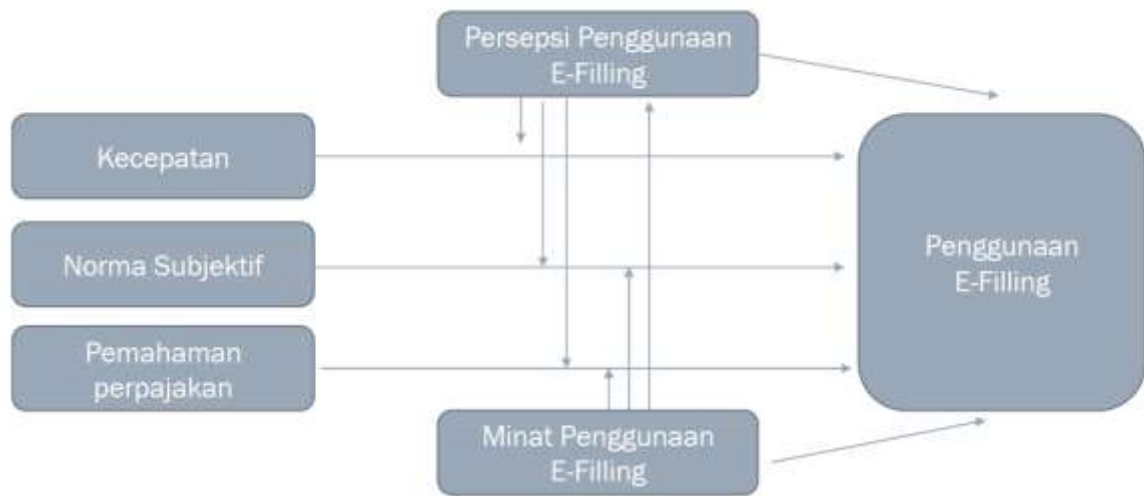 Persepsi Penggunaan
E-Filling
Kecepatan
Norma Subjektif
Penggunaan
E-Filling
Pemahaman
perpajakan
Minat Penggunaan
E-Filling